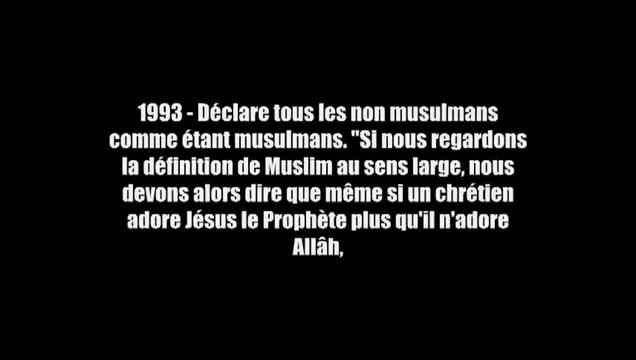 1993 - Déclare tous les non musulmans
comme étant musulmans. "Si nous regardons
la définition de Muslim au sens large, nous
devons alors dire que même si un chrétien
adore Jésus le Prophète plus qu'il n'adore
Allâh,